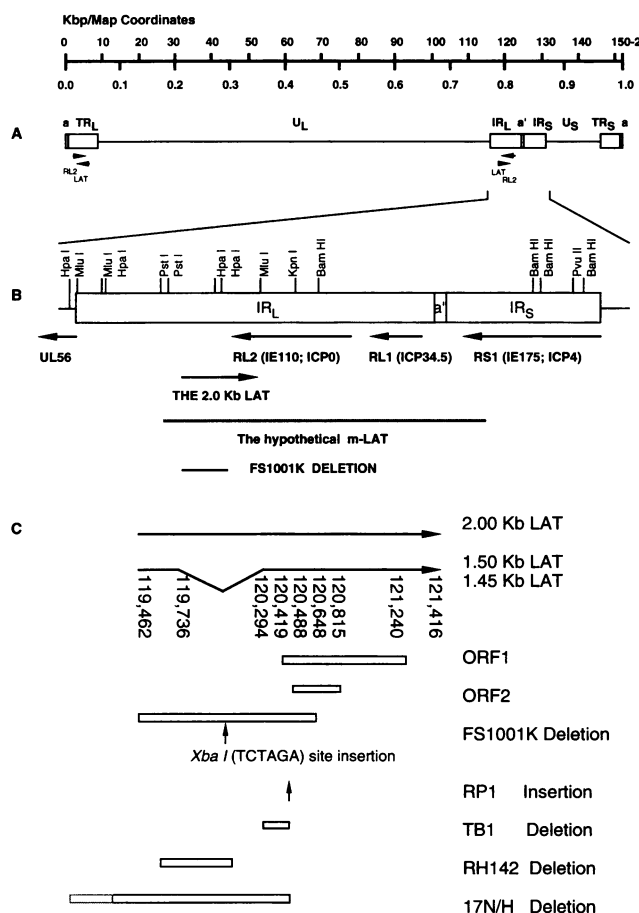 Kbp/Map Coordinates
0 10 20 30 40 50 60 70 80 90 100 110 120 130 150-2
0.0 0.1 0.2 0.3 0.4 0.5 0.6 0.7 0.8 0.9 1.0
a TRL UL IRL a' IRS US TRS a
A
RL2 LAT LAT RL2
Hpa I Mlu I Mlu I Hpa I Pst I Pst I Hpa I Hpa I Mlu I Kpn I Bam HI Bam HI Bam HI Pvu II Bam HI
B
IRL a' IRS
UL56 RL2 (IE110; ICP0) RL1 (ICP34.5) RS1 (IE175; ICP4)
THE 2.0 Kb LAT
The hypothetical m-LAT
FS1001K DELETION
C
2.00 Kb LAT
1.50 Kb LAT
1.45 Kb LAT
119,462 119,736 120,294 120,419 120,488 120,648 120,815 121,240 121,416
ORF1
ORF2
FS1001K Deletion
Xba I (TCTAGA) site insertion
RP1 Insertion
TB1 Deletion
RH142 Deletion
17N/H Deletion